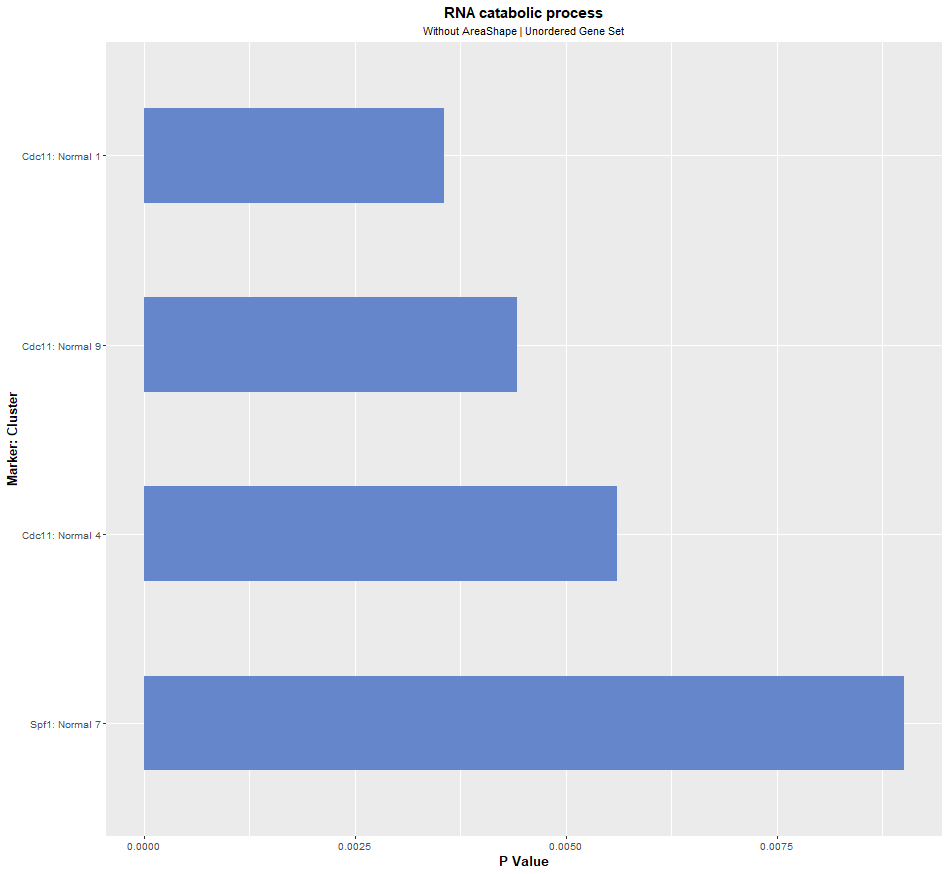 RNA catabolic process
Without AreaShape | Unordered Gene Set
Marker: Cluster
Cdc11: Normal 1
Cdc11: Normal 9
Cdc11: Normal 4
Spf1: Normal 7
0.0000 0.0025 0.0050 0.0075
P Value